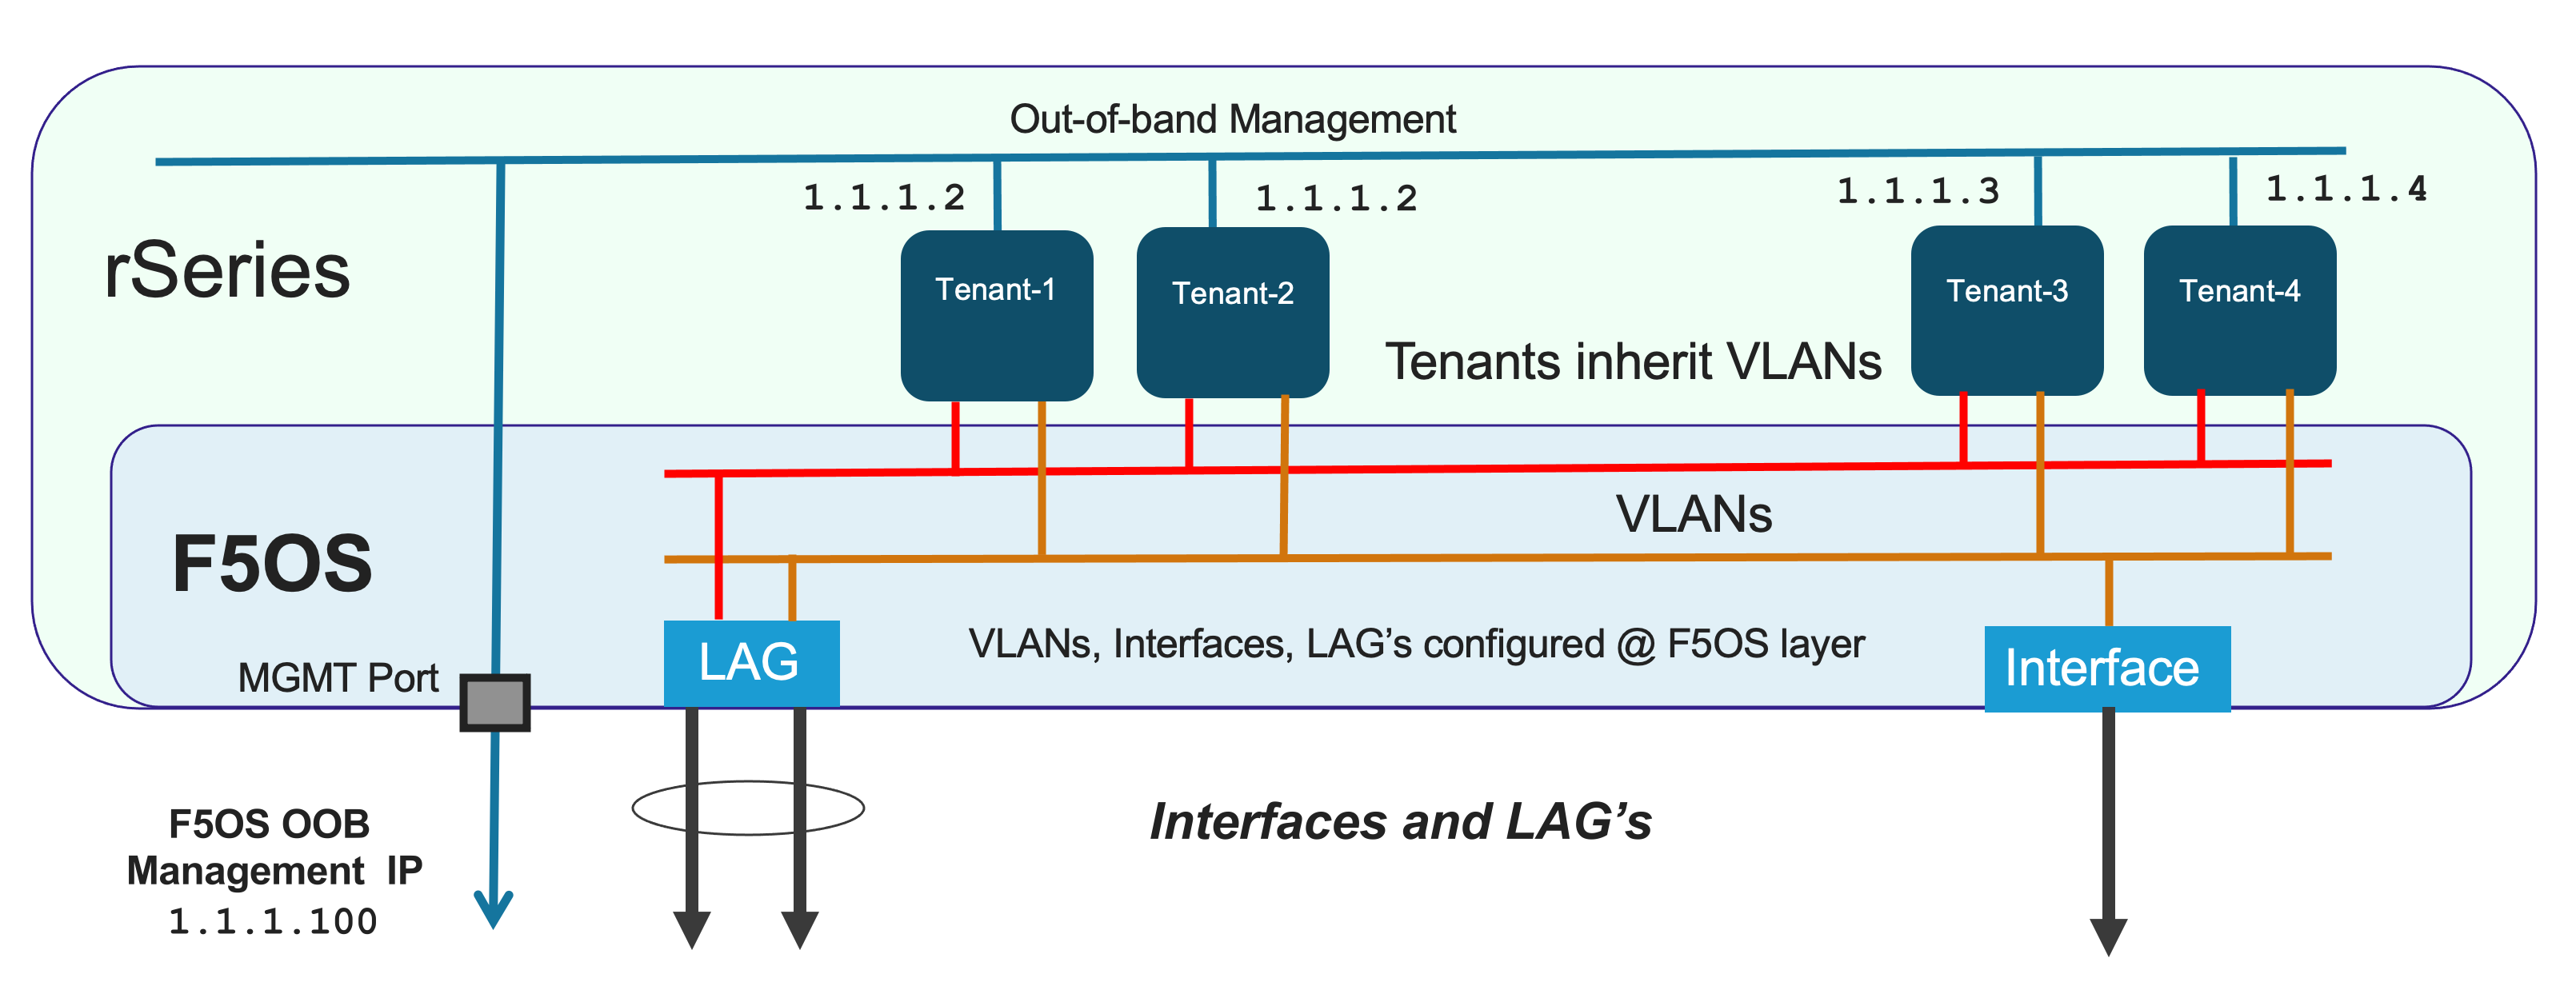 Out-of-band Management
1.1.1.2
1.1.1.2
1.1.1.3
1.1.1.4
rSeries
Tenant-1
Tenant-2
Tenant-3
Tenant-4
Tenants inherit VLANs
VLANs
F5OS
VLANs, Interfaces, LAG’s configured @ F5OS layer
LAG
Interface
MGMT Port
F5OS OOB
Management IP
1.1.1.100
Interfaces and LAG’s